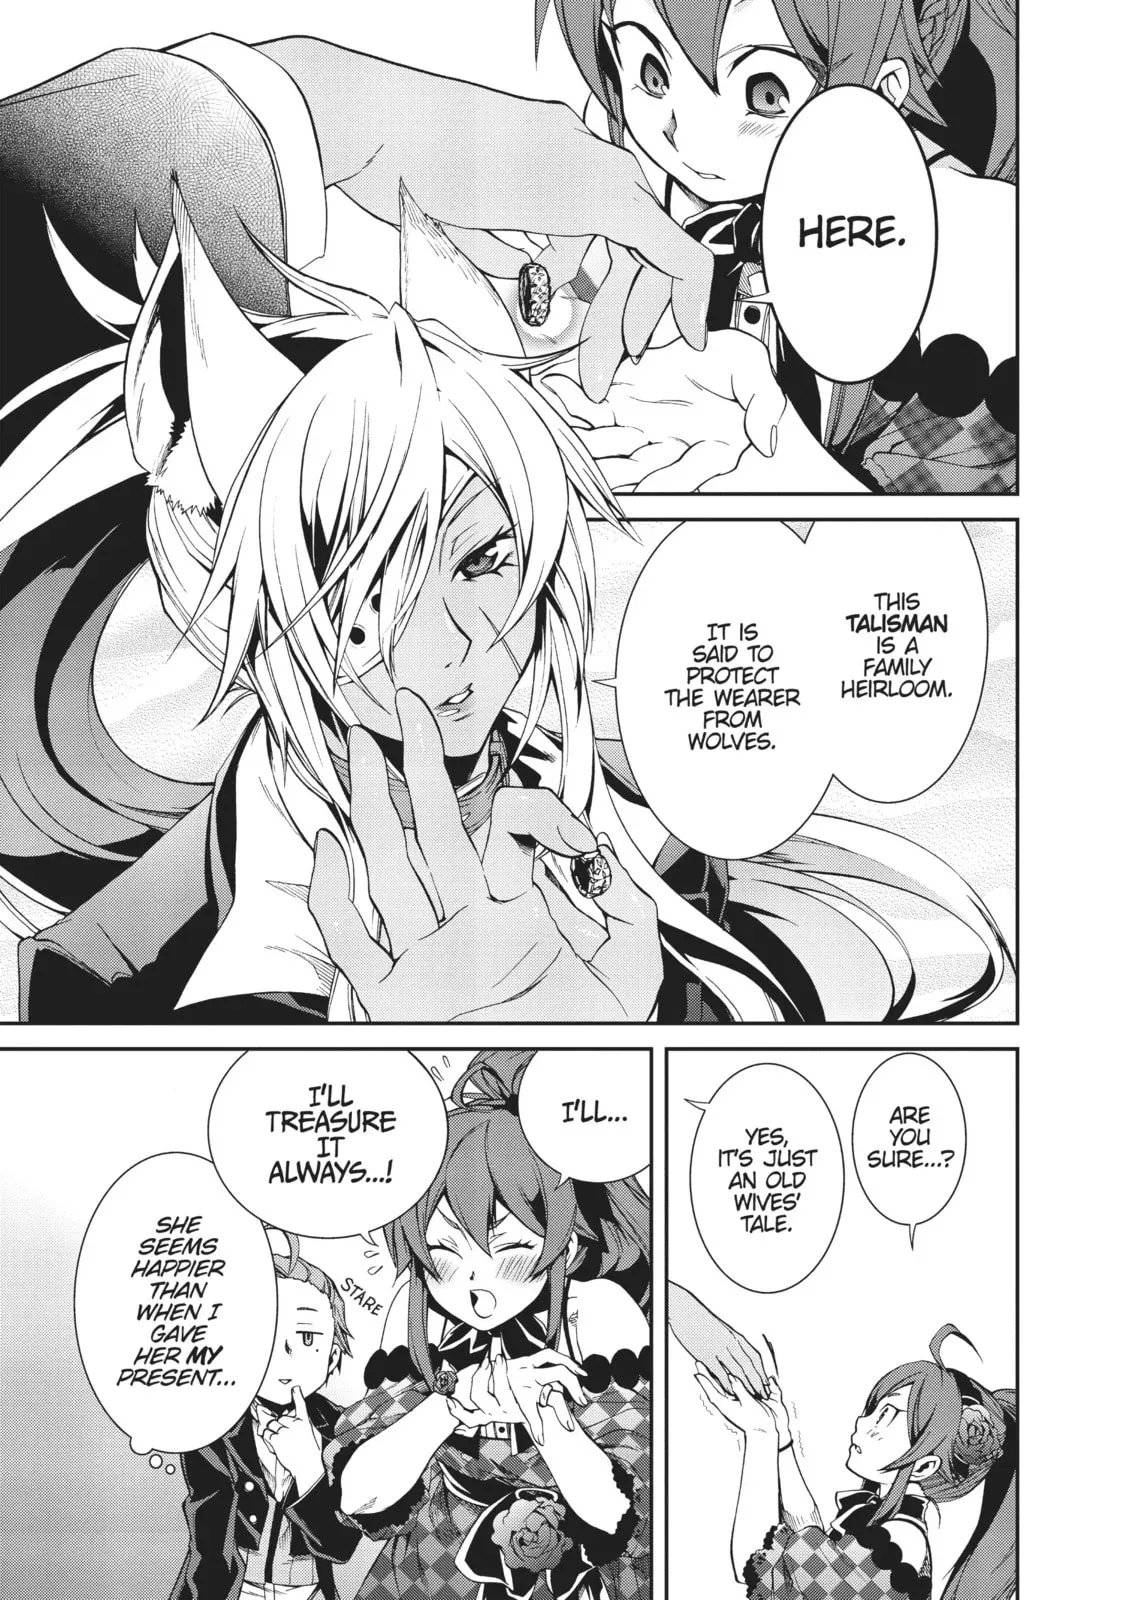 HERE.
THIS
TALISMAN
IS A
FAMILY
HEIRLOOM.
IT IS
SAID TO
PROTECT
THE WEARER
FROM
WOLVES.
ARE
YOU
SURE...?
YES,
IT'S JUST
AN OLD
WIVES'
TALE.
I'LL...
I'LL
TREASURE
IT
ALWAYS...!
STARE
SHE
SEEMS
HAPPIER
THAN
WHEN I
GAVE
HER MY
PRESENT...